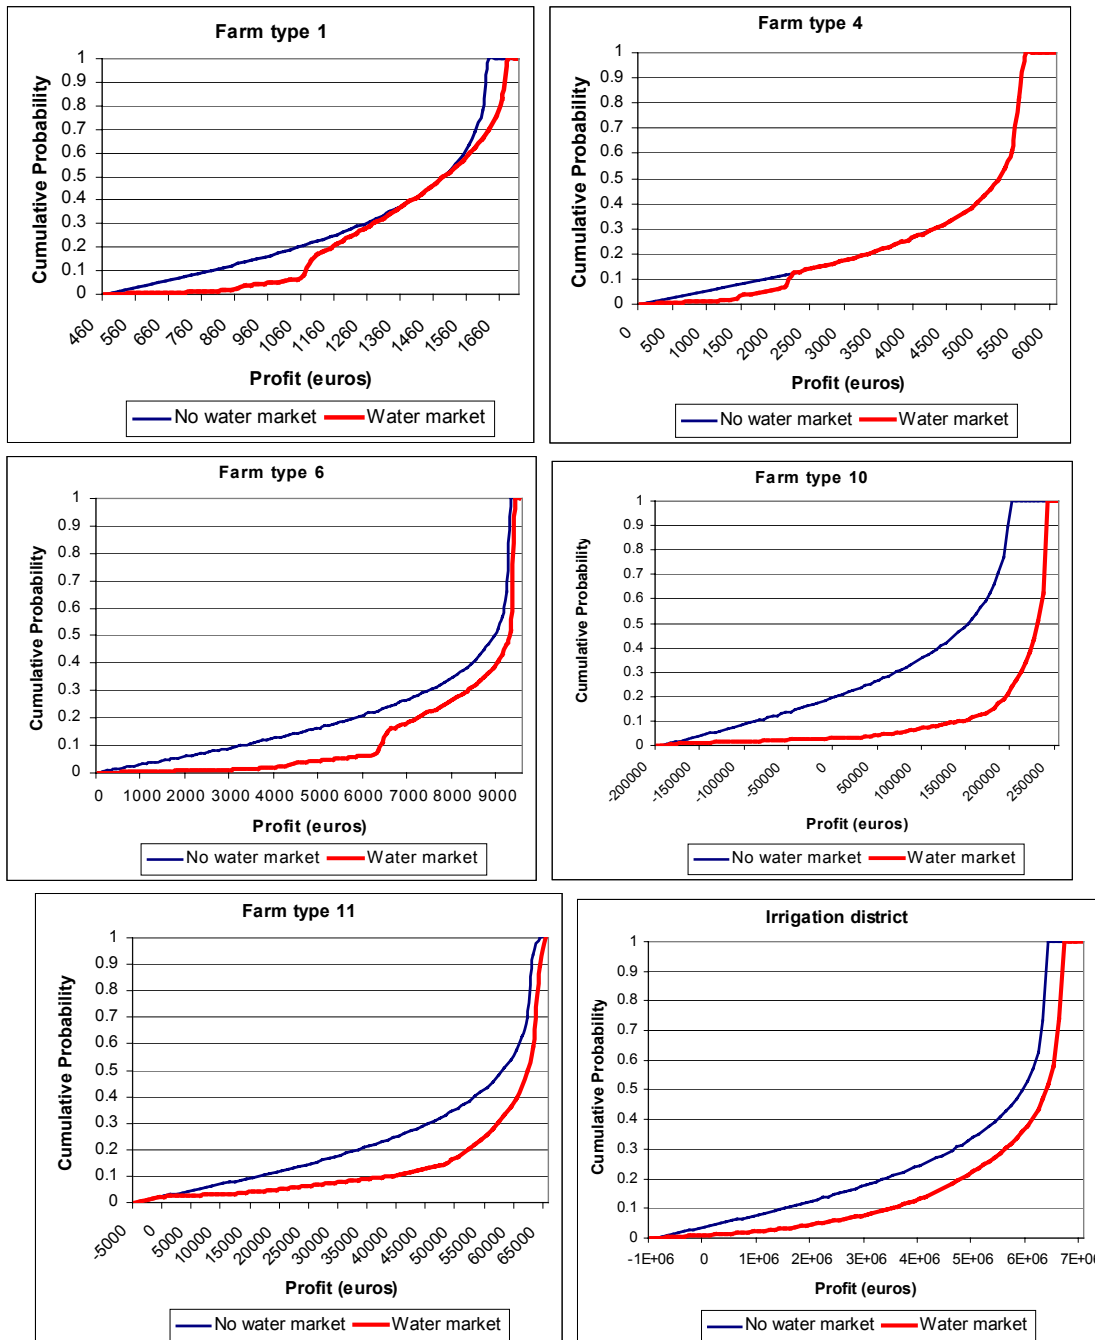 Farm type 1
Cumulative Probability
1
0.9
0.8
0.7
0.6
0.5
0.4
0.3
0.2
0.1
0
460 560 660 760 860 960 1060 1160 1260 1360 1460 1560 1660
Profit (euros)
No water market Water market
Farm type 4
Cumulative Probability
1
0.9
0.8
0.7
0.6
0.5
0.4
0.3
0.2
0.1
0
0 500 1000 1500 2000 2500 3000 3500 4000 4500 5000 5500 6000
Profit (euros)
No water market Water market
Farm type 6
Cumulative Probability
1
0.9
0.8
0.7
0.6
0.5
0.4
0.3
0.2
0.1
0
0 1000 2000 3000 4000 5000 6000 7000 8000 9000
Profit (euros)
No water market Water market
Farm type 10
Cumulative Probability
1
0.9
0.8
0.7
0.6
0.5
0.4
0.3
0.2
0.1
0
-200000 -150000 -100000 -50000 0 50000 100000 150000 200000 250000
Profit (euros)
No water market Water market
Farm type 11
Cumulative Probability
1
0.9
0.8
0.7
0.6
0.5
0.4
0.3
0.2
0.1
0
-5000 0 5000 10000 15000 20000 25000 30000 35000 40000 45000 50000 55000 60000 65000
Profit (euros)
No water market Water market
Irrigation district
Cumulative Probability
1
0.9
0.8
0.7
0.6
0.5
0.4
0.3
0.2
0.1
0
-1E+06 0 1E+06 2E+06 3E+06 4E+06 5E+06 6E+06 7E+06
Profit (euros)
No water market Water market